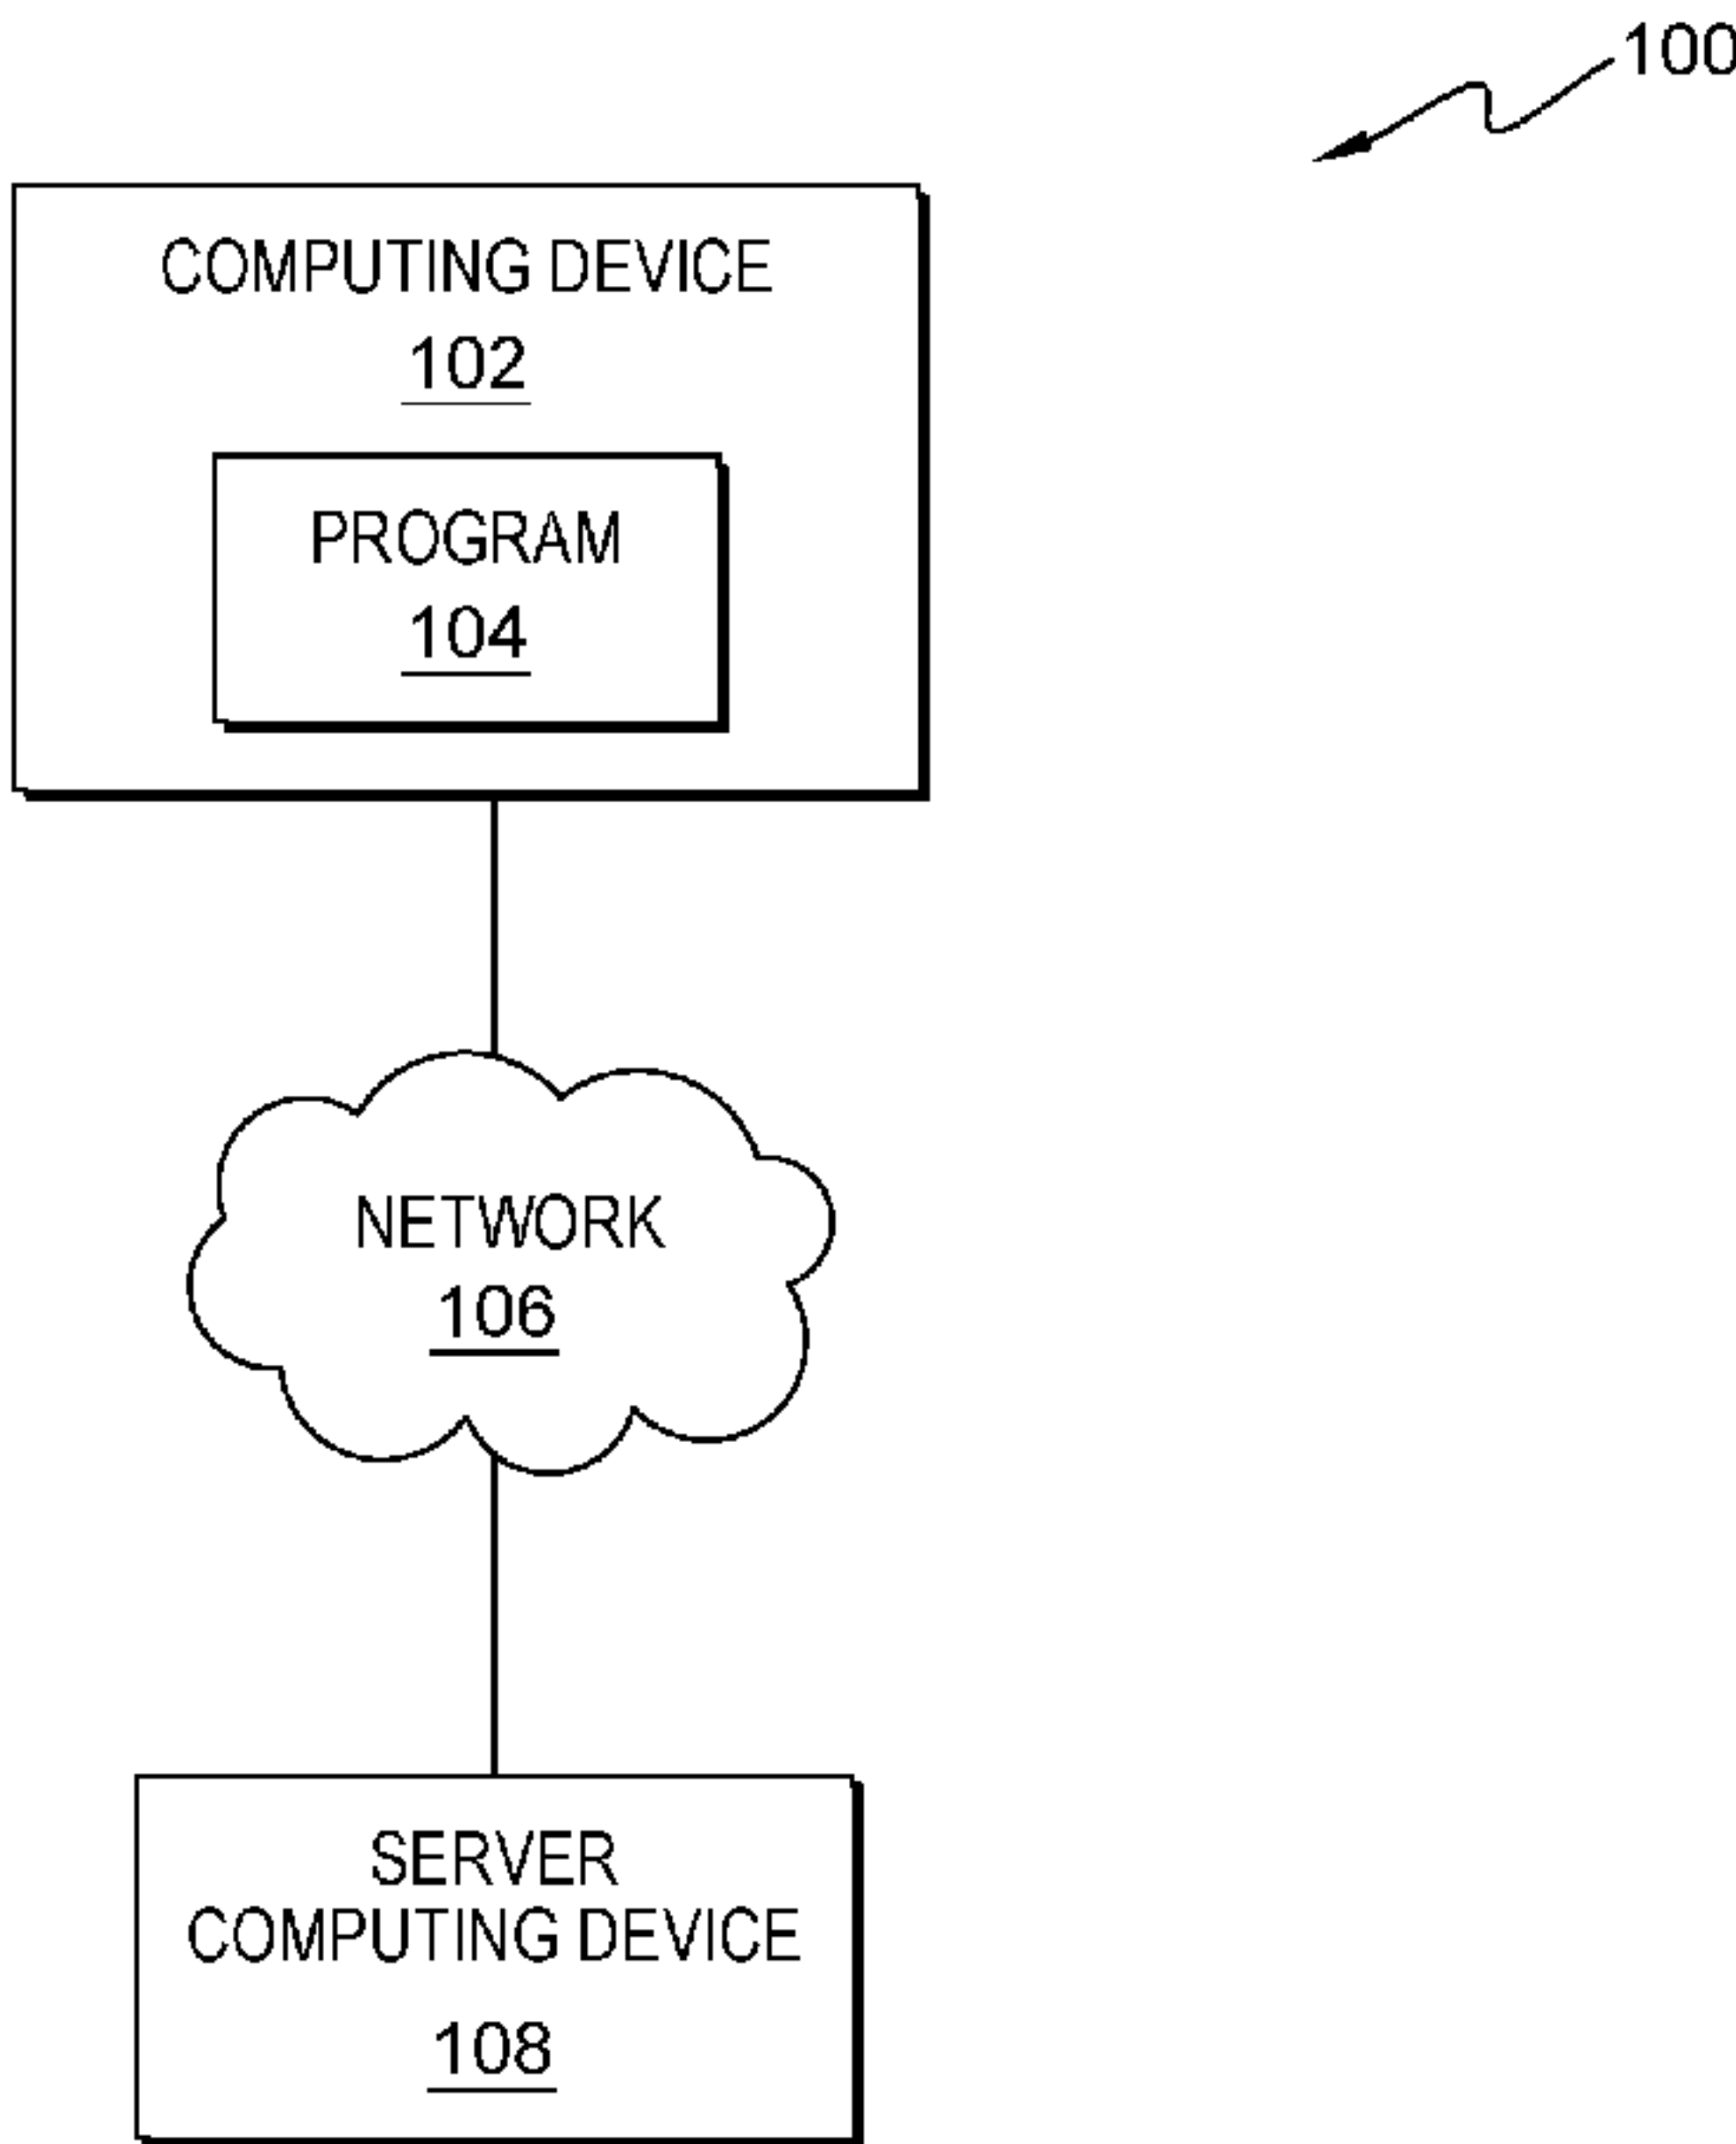 100
COMPUTING DEVICE
102
PROGRAM
104
NETWORK
106
SERVER
COMPUTING DEVICE
108